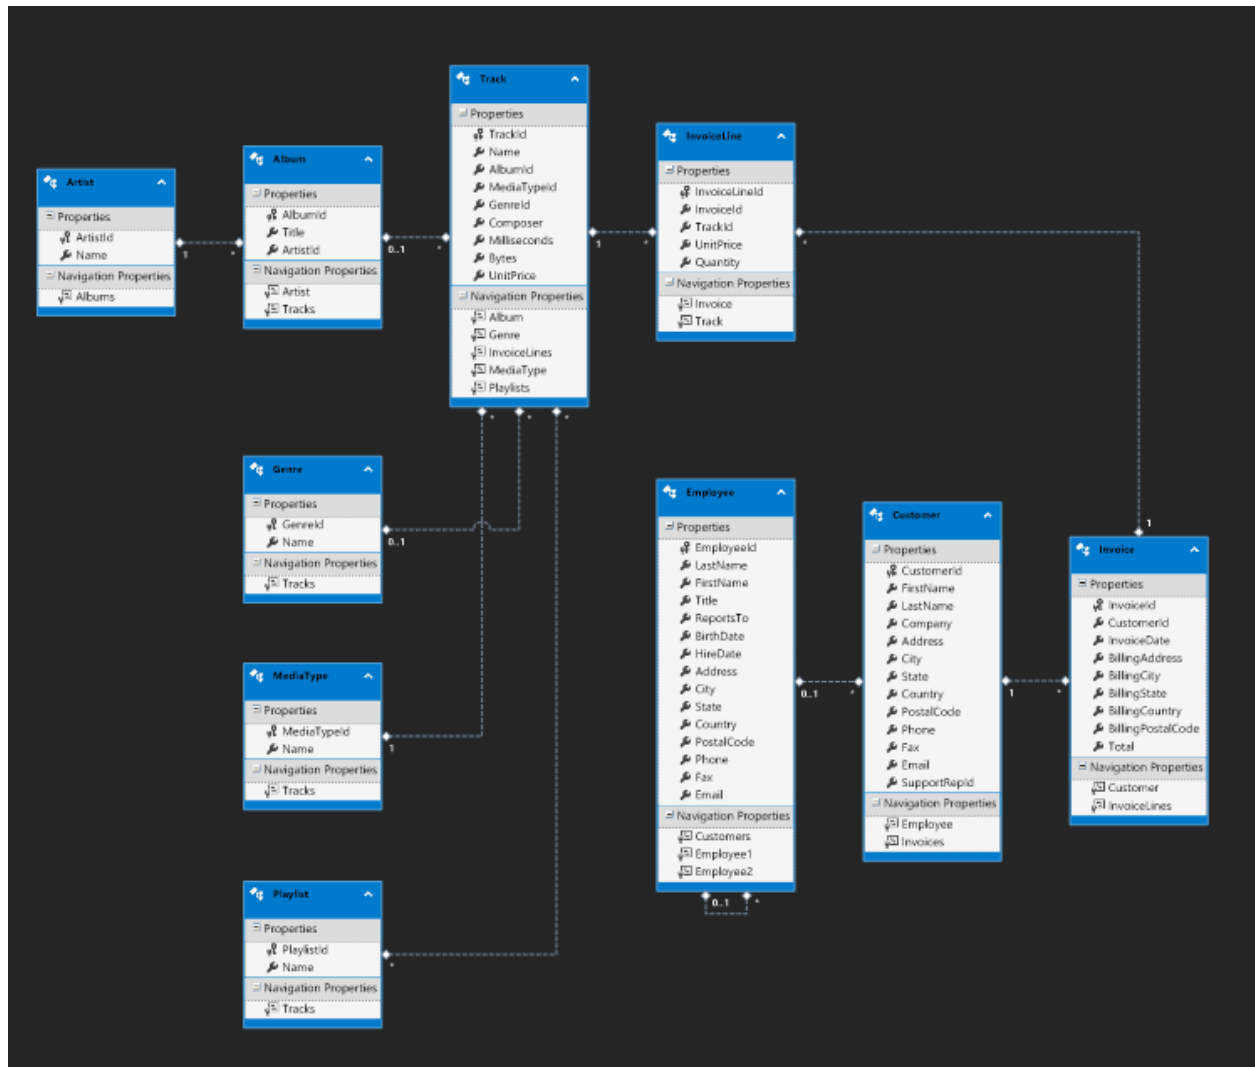 Track
Properties
TrackId
Name
AlbumId
MediaTypeId
GenreId
Composer
Milliseconds
Bytes
UnitPrice
Navigation Properties
Album
Genre
InvoiceLines
MediaType
Playlists
*
*
*
InvoiceLine
Properties
InvoiceLineId
InvoiceId
TrackId
UnitPrice
Quantity
Navigation Properties
Invoice
Track
1
*
*
Album
Properties
AlbumId
Title
ArtistId
Navigation Properties
Artist
Tracks
0..1
*
Artist
Properties
ArtistId
Name
Navigation Properties
Albums
1
*
Genre
Properties
GenreId
Name
Navigation Properties
Tracks
0..1
Employee
Properties
EmployeeId
LastName
FirstName
Title
ReportsTo
BirthDate
HireDate
Address
City
State
Country
PostalCode
Phone
Fax
Email
Navigation Properties
Customers
Employee1
Employee2
0..1
*
0..1
*
Customer
Properties
CustomerId
FirstName
LastName
Company
Address
City
State
Country
PostalCode
Phone
Fax
Email
SupportRepId
Navigation Properties
Employee
Invoices
1
*
1
Invoice
Properties
InvoiceId
CustomerId
InvoiceDate
BillingAddress
BillingCity
BillingState
BillingCountry
BillingPostalCode
Total
Navigation Properties
Customer
InvoiceLines
MediaType
Properties
MediaTypeId
Name
Navigation Properties
Tracks
1
Playlist
Properties
PlaylistId
Name
Navigation Properties
Tracks
*